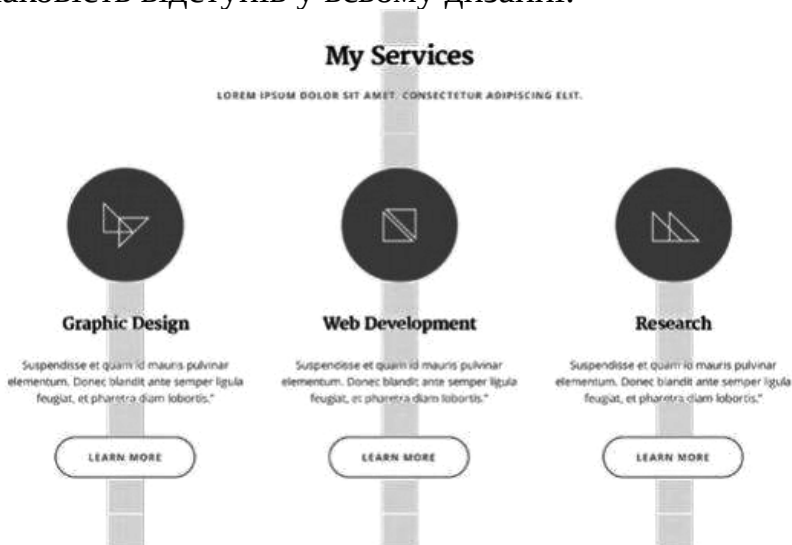 відступів у всьому дизайні.
My Services
LOREM IPSUM DOLOR SIT AMET, CONSECTETUR ADIPISCING ELIT.
Graphic Design Web Development Research
Suspendisse et quam id mauris pulvinar Suspendisse et quam id mauris pulvinar Suspendisse et quam id mauris pulvinar
elementum. Donec blandit ante semper ligula elementum. Donec blandit ante semper ligula elementum. Donec blandit ante semper ligula
feugiat, et pharetra diam lobortis." feugiat, et pharetra diam lobortis." feugiat, et pharetra diam lobortis."
LEARN MORE LEARN MORE LEARN MORE